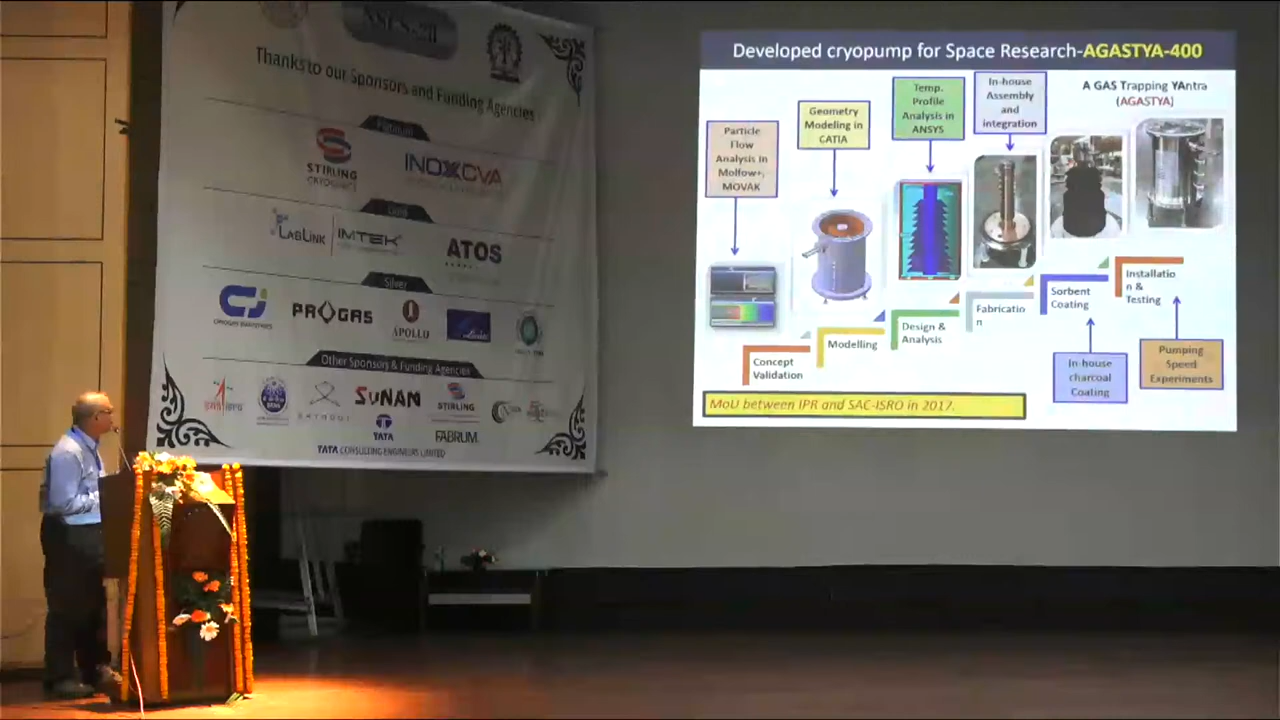 Thanks to our Sponsors and Funding Agencies
Platinum
STIRLING
CRYOGENICS
INOXCVA
Gold
LABLINK
IMTEK
ATOS
Silver
CRYOGAS INDUSTRIES
PROGAS
APOLLO
Other Sponsors & Funding Agencies
SUNAN
STIRLING
TATA
FABRUM
TATA CONSULTING ENGINEERS LIMITED
Developed cryopump for Space Research-AGASTYA-400
A GAS Trapping YAntra
(AGASTYA)
Particle
Flow
Analysis in
Molfow+,
MOVAK
Geometry
Modeling in
CATIA
Temp.
Profile
Analysis in
ANSYS
In-house
Assembly
and
integration
Concept
Validation
Modelling
Design &
Analysis
Fabricatio
n
Sorbent
Coating
Installatio
n &
Testing
In-house
charcoal
Coating
Pumping
Speed
Experiments
MoU between IPR and SAC-ISRO in 2017.